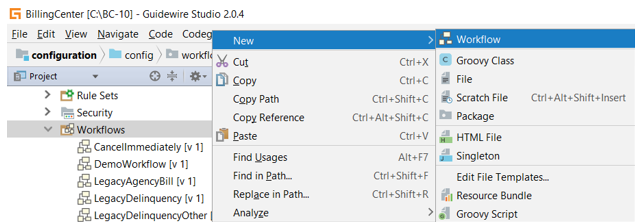 BillingCenter [C:\BC-10] - Guidewire Studio 2.0.4
File Edit View Navigate Code
configuration config
Project
Rule Sets
Security
Workflows
CancelImmediately [v 1]
DemoWorkflow [v 1]
LegacyAgencyBill [v 1]
LegacyDelinquency [v 1]
LegacyDelinquencyOther [
New
Cut Ctrl+X
Copy Ctrl+C
Copy Path Ctrl+Shift+C
Copy Reference Ctrl+Alt+Shift+C
Paste Ctrl+V
Find Usages Alt+F7
Find in Path... Ctrl+Shift+F
Replace in Path... Ctrl+Shift+R
Analyze
Workflow
Groovy Class
File
Scratch File Ctrl+Alt+Shift+Insert
Package
HTML File
Singleton
Edit File Templates...
Resource Bundle
Groovy Script